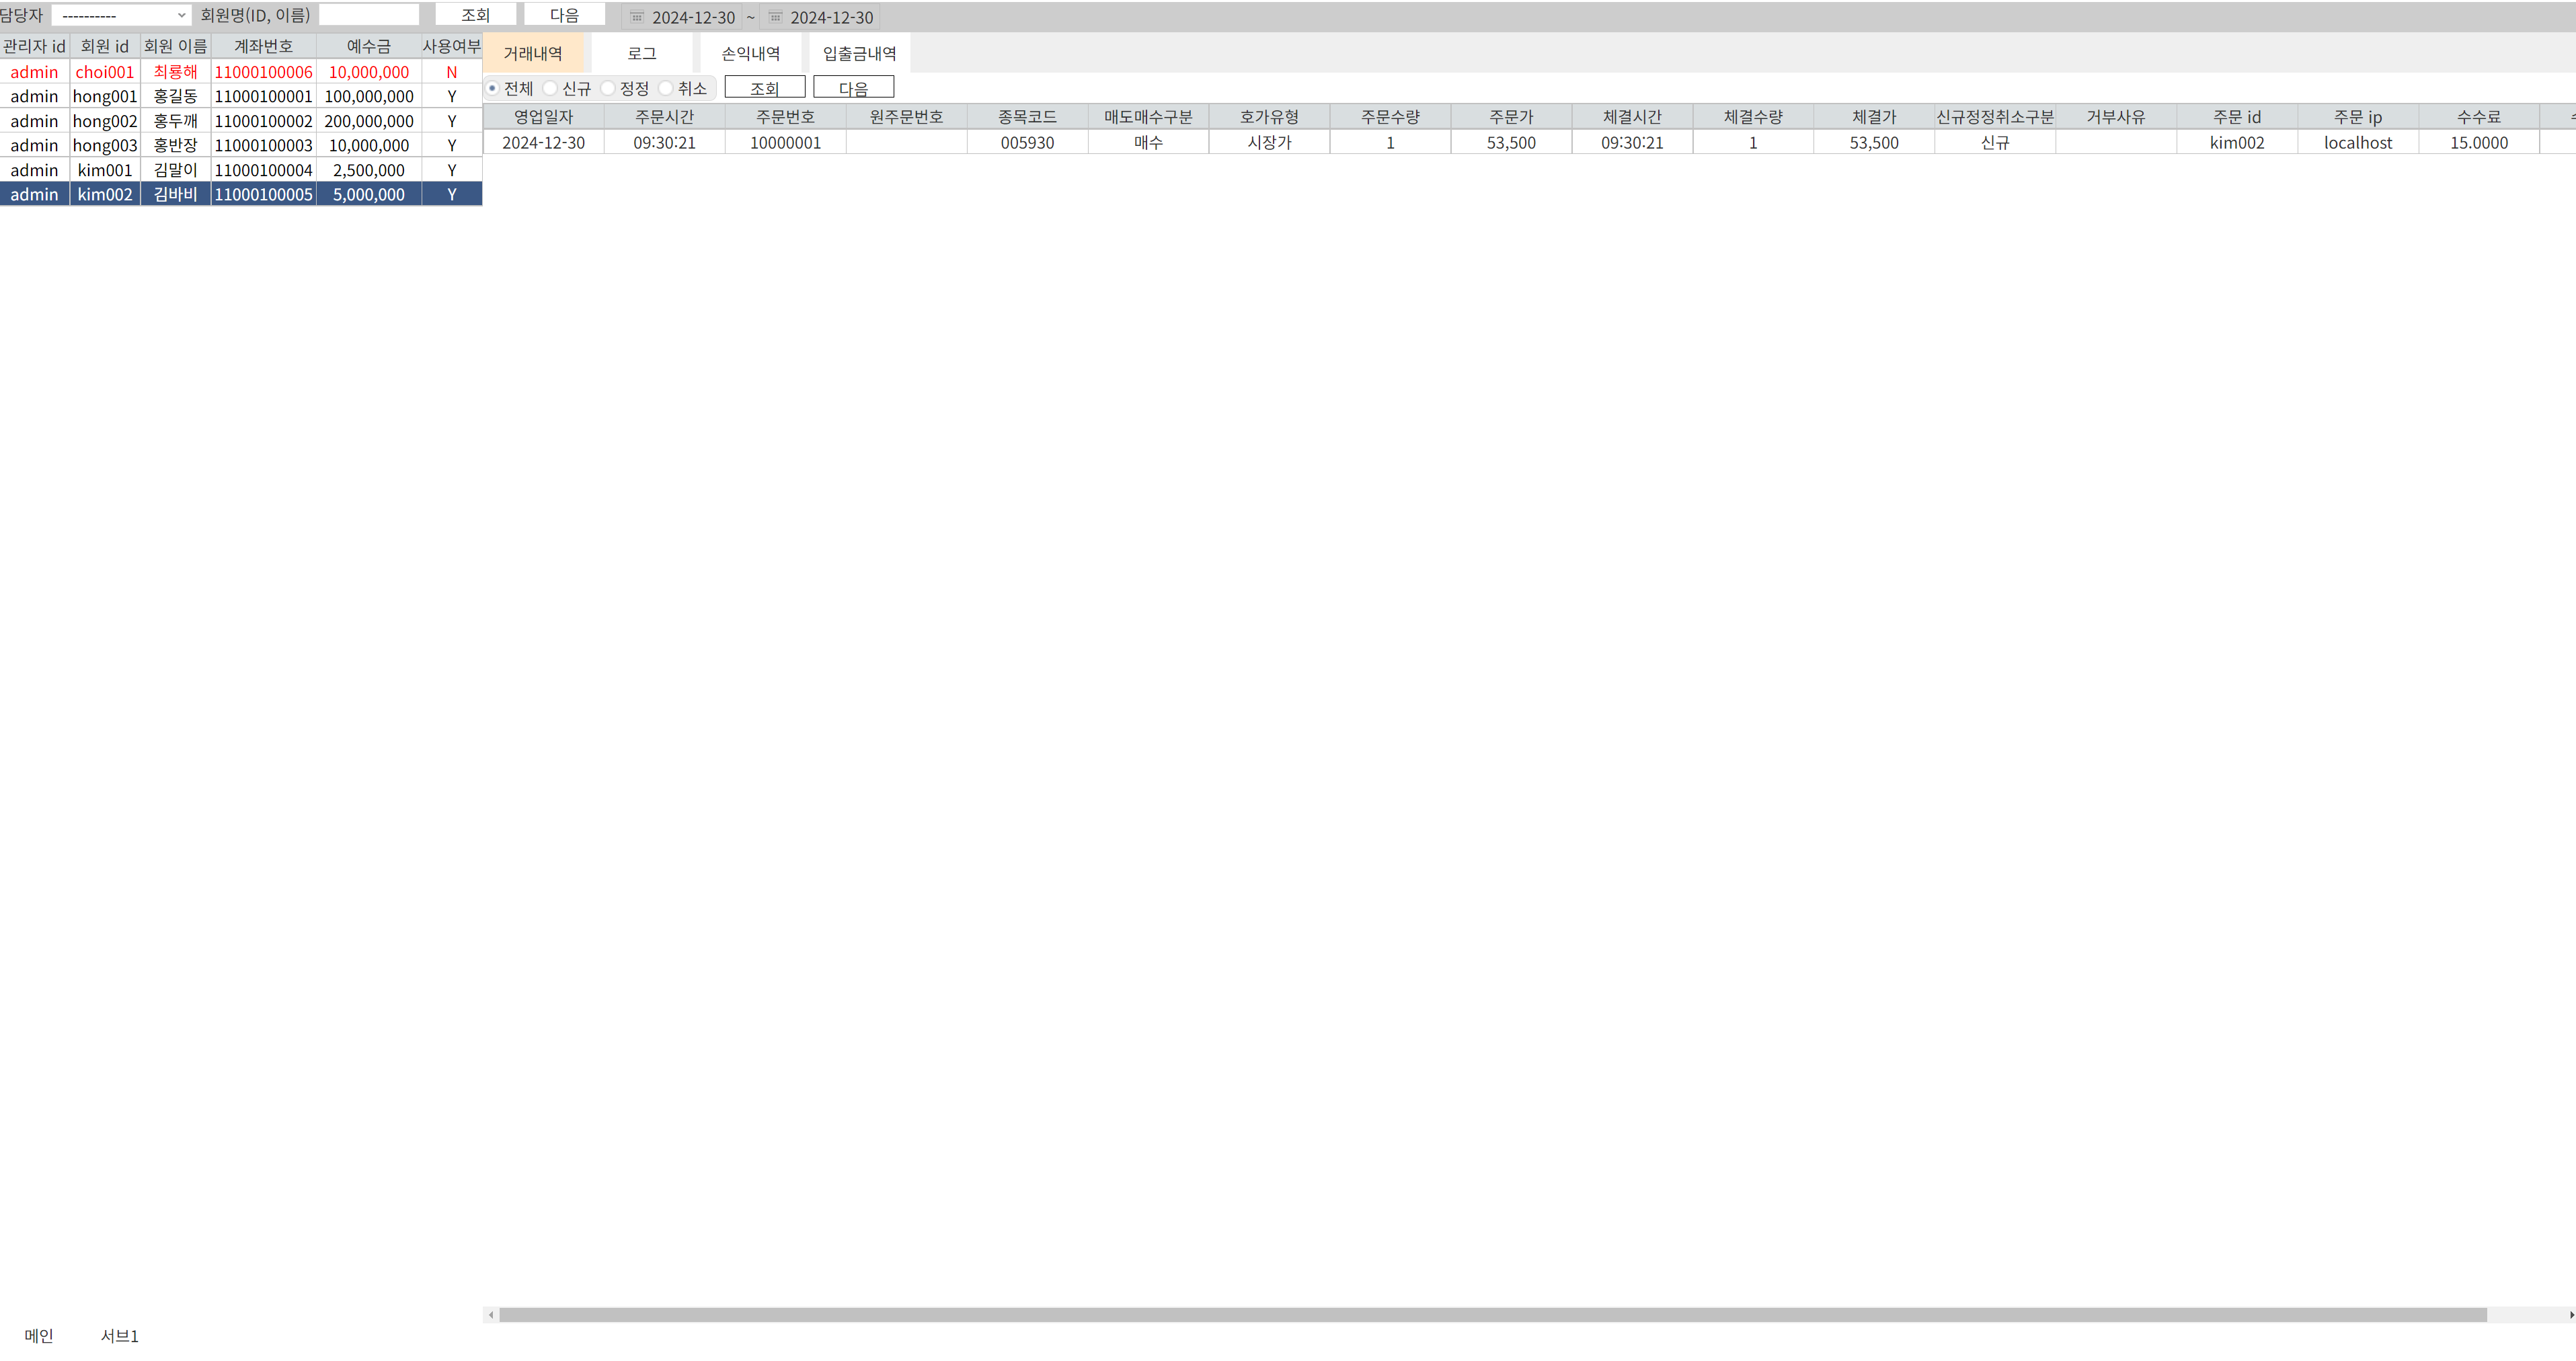 담당자 ---------- 회원명(ID, 이름) 조회 다음 2024-12-30 ~ 2024-12-30
관리자 id 회원 id 회원 이름 계좌번호 예수금 사용여부
admin choi001 최룡해 11000100006 10,000,000 N
admin hong001 홍길동 11000100001 100,000,000 Y
admin hong002 홍두깨 11000100002 200,000,000 Y
admin hong003 홍반장 11000100003 10,000,000 Y
admin kim001 김말이 11000100004 2,500,000 Y
admin kim002 김바비 11000100005 5,000,000 Y
거래내역 로그 손익내역 입출금내역
전체 신규 정정 취소 조회 다음
영업일자 주문시간 주문번호 원주문번호 종목코드 매도매수구분 호가유형 주문수량 주문가 체결시간 체결수량 체결가 신규정정취소구분 거부사유 주문 id 주문 ip 수수료
2024-12-30 09:30:21 10000001 005930 매수 시장가 1 53,500 09:30:21 1 53,500 신규 kim002 localhost 15.0000
메인 서브1